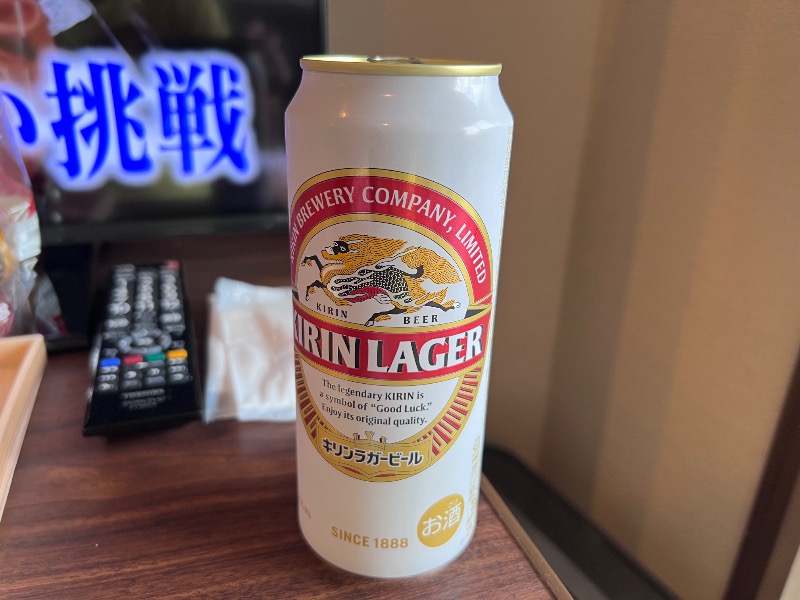 挑戦
BREWERY COMPANY, LIMITED
KIRIN BEER
KIRIN LAGER
The legendary KIRIN is
a symbol of “Good Luck.”
Enjoy its original quality.
キリンラガービール
SINCE 1888
お酒
TOSHIBA